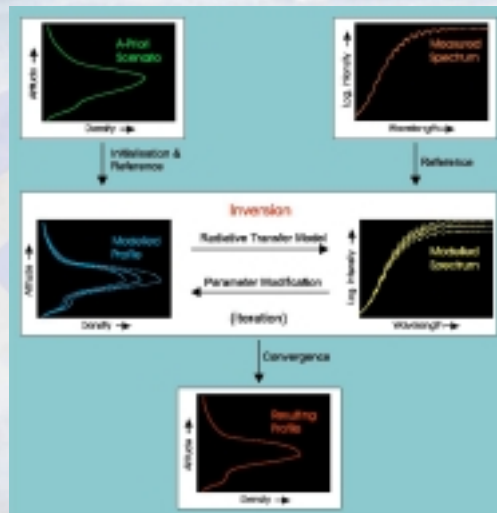 A-Priori
Scenario
Altitude
Density
Measured
Spectrum
Log. Intensity
Wavelength
Initialisation &
Reference
Reference
Inversion
Modelled
Profile
Altitude
Density
Radiative Transfer Model
Parameter Modification
(Iteration)
Modelled
Spectrum
Log. Intensity
Wavelength
Convergence
Resulting
Profile
Altitude
Density